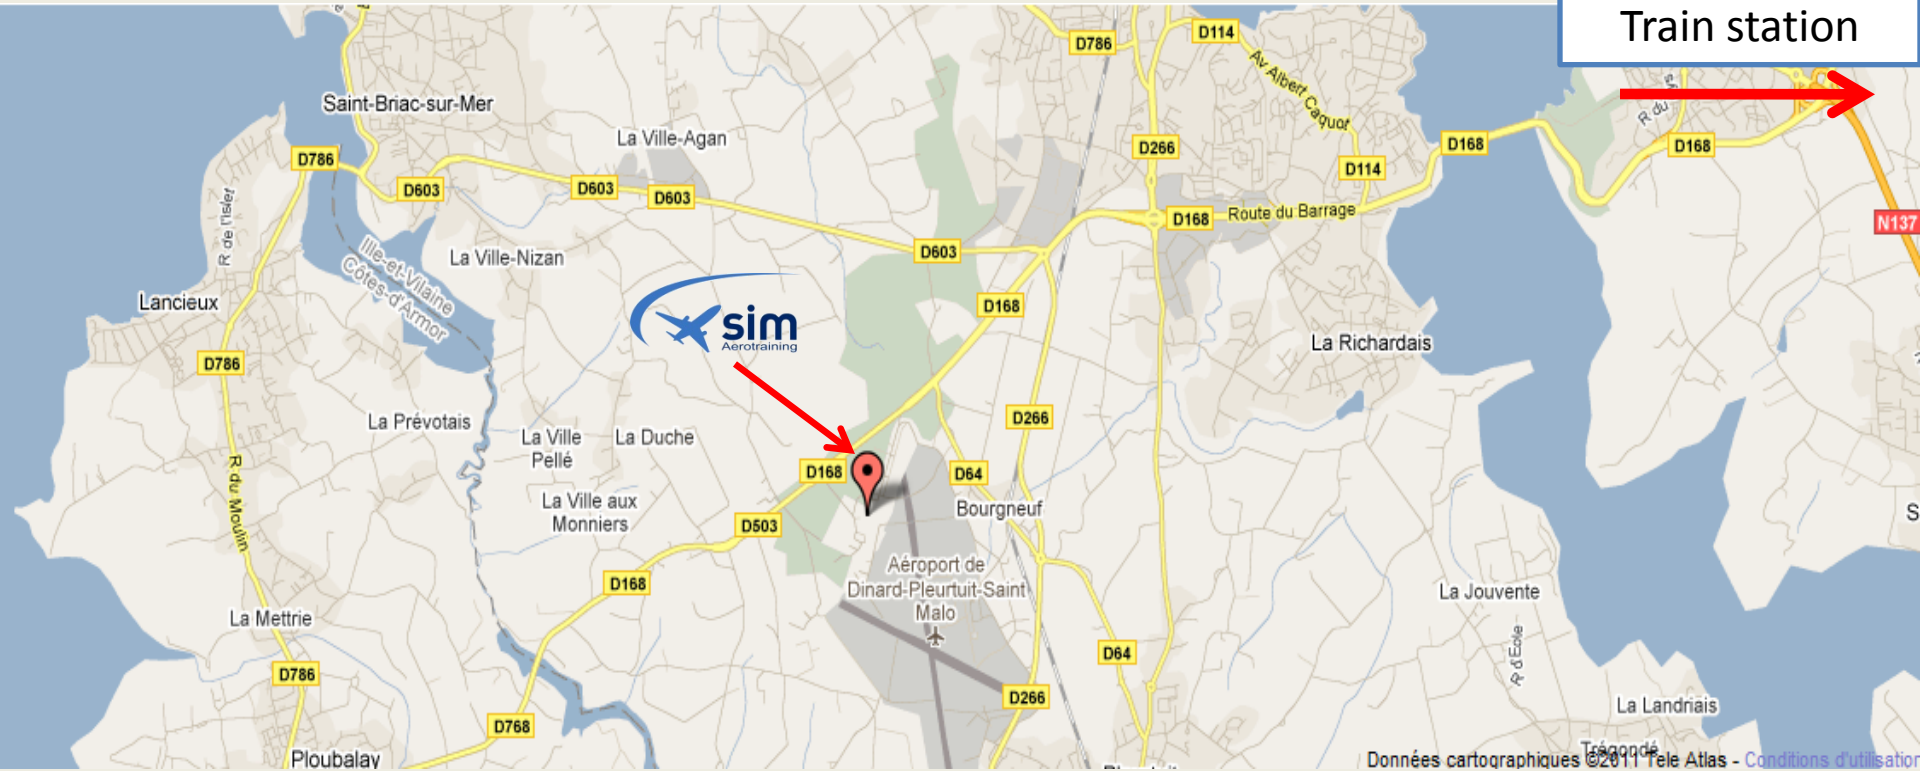 Train station
D114
D786
Av Albert Caquot
Saint-Briac-sur-Mer
R du
La Ville-Agan
D168
D168
D266
D786
D114
D603
D603
D603
R de l'Islet
D168
Route du Barrage
N137
D603
Ille-et-Vilaine
Côtes-d'Armor
La Ville-Nizan
Lancieux
D168
sim
Aerotraining
La Richardais
D786
D266
La Prévotais
La Ville
Pellé
La Duche
D168
D64
R du Moulin
La Ville aux
Monniers
Bourgneuf
S
D503
Aéroport de
Dinard-Pleurtuit-Saint
Malo
D168
La Jouvente
La Mettrie
R d'Eole
D64
D786
D266
La Landriais
D768
Trégondé
Ploubalay
Données cartographiques ©2011 Tele Atlas - Conditions d'utilisation